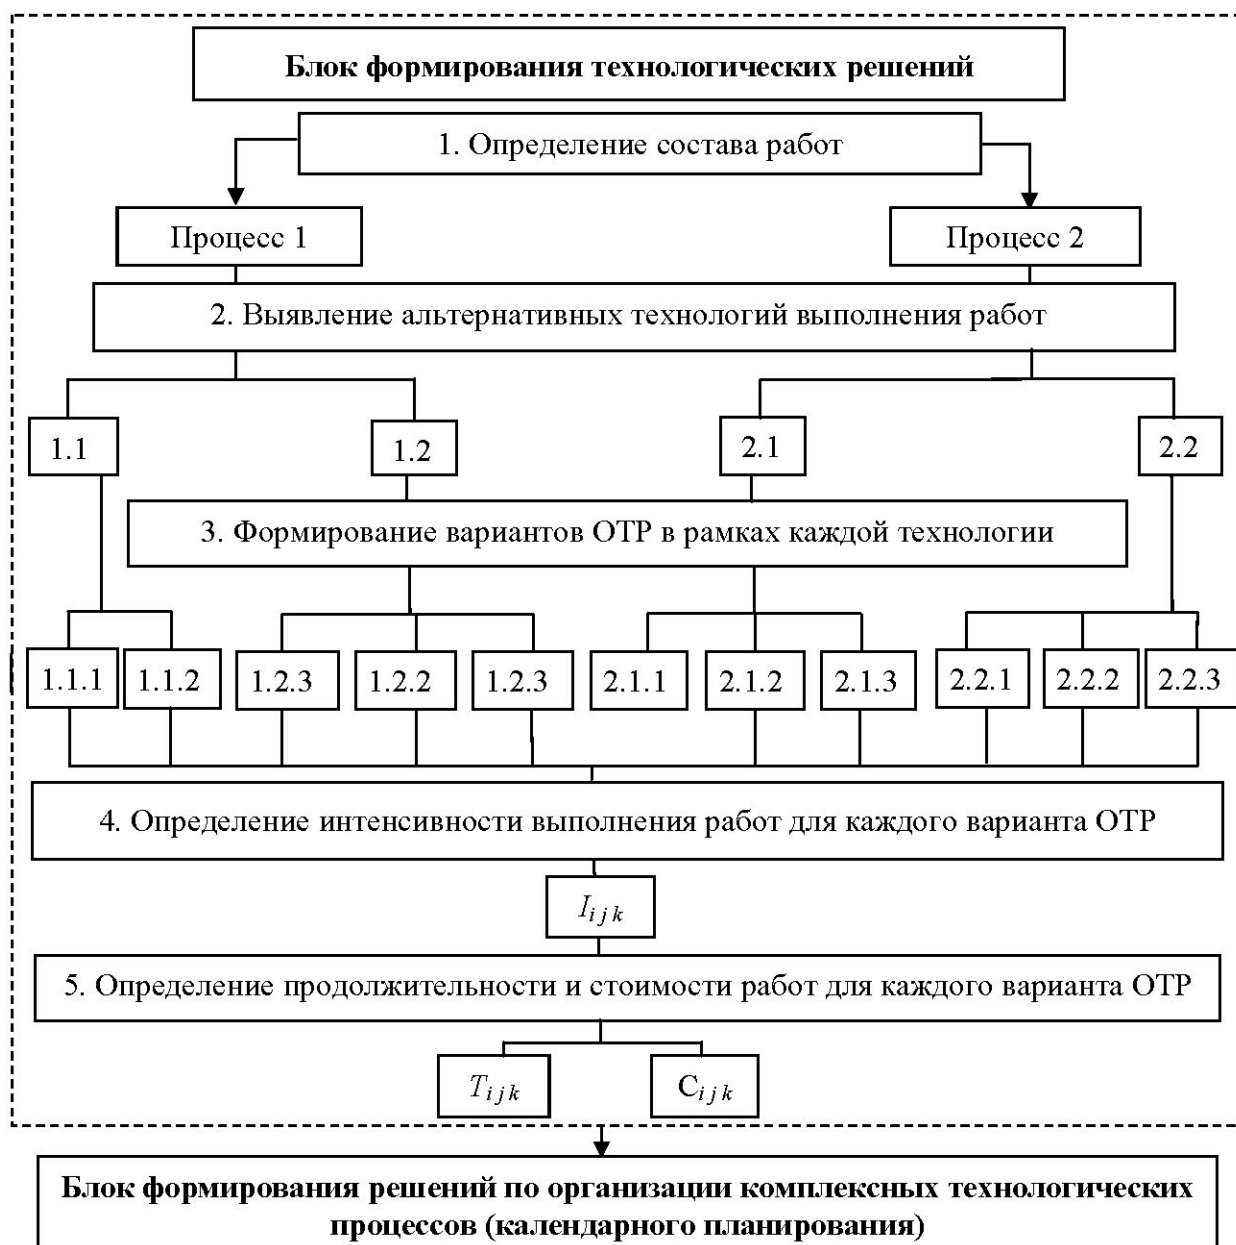 Блок формирования технологических решений
1. Определение состава работ
Процесс 1
Процесс 2
2. Выявление альтернативных технологий выполнения работ
1.1
1.2
2.1
2.2
3. Формирование вариантов ОТР в рамках каждой технологии
1.1.1
1.1.2
1.2.3
1.2.2
1.2.3
2.1.1
2.1.2
2.1.3
2.2.1
2.2.2
2.2.3
4. Определение интенсивности выполнения работ для каждого варианта ОТР
I i j k
5. Определение продолжительности и стоимости работ для каждого варианта ОТР
T i j k
C i j k
Блок формирования решений по организации комплексных технологических
процессов (календарного планирования)